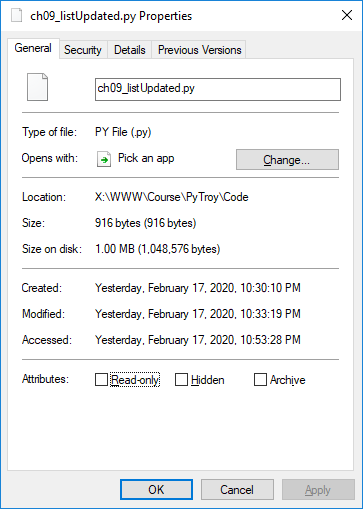 ch09_listUpdated.py Properties
General Security Details Previous Versions
ch09_listUpdated.py
Type of file: PY File (.py)
Opens with: Pick an app Change...
Location: X:\WWW\Course\PyTroy\Code
Size: 916 bytes (916 bytes)
Size on disk: 1.00 MB (1,048,576 bytes)
Created: Yesterday, February 17, 2020, 10:30:10 PM
Modified: Yesterday, February 17, 2020, 10:33:19 PM
Accessed: Yesterday, February 17, 2020, 10:53:28 PM
Attributes: Read-only Hidden Archive
OK Cancel Apply